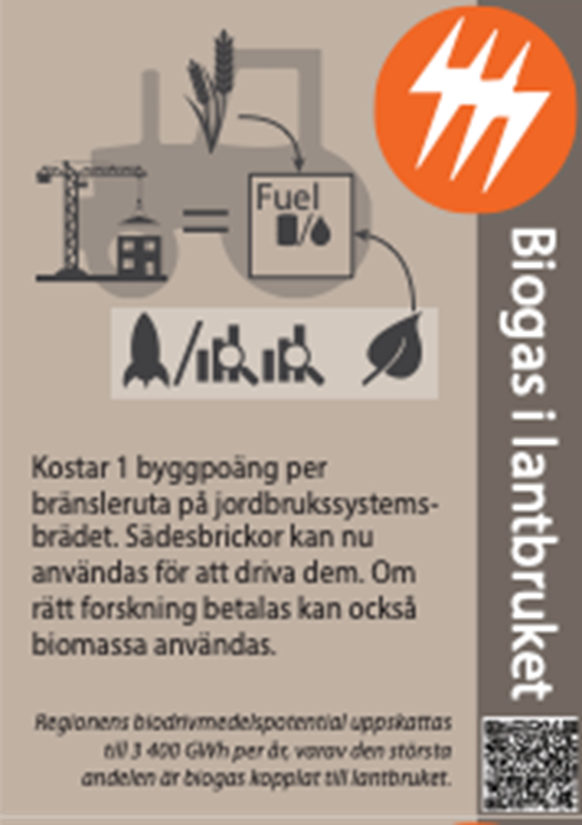 Fuel
Biogas i lantbruket
Kostar 1 byggpoäng per
bränsleruta på jordbrukssystems-
brädet. Sädesbrickor kan nu
användas för att driva dem. Om
rätt forskning betalas kan också
biomassa användas.
Regionens biodrivmedelspotential uppskattas
till 3 400 GWh per år, varav den största
andelen är biogas kopplat till lantbruket.